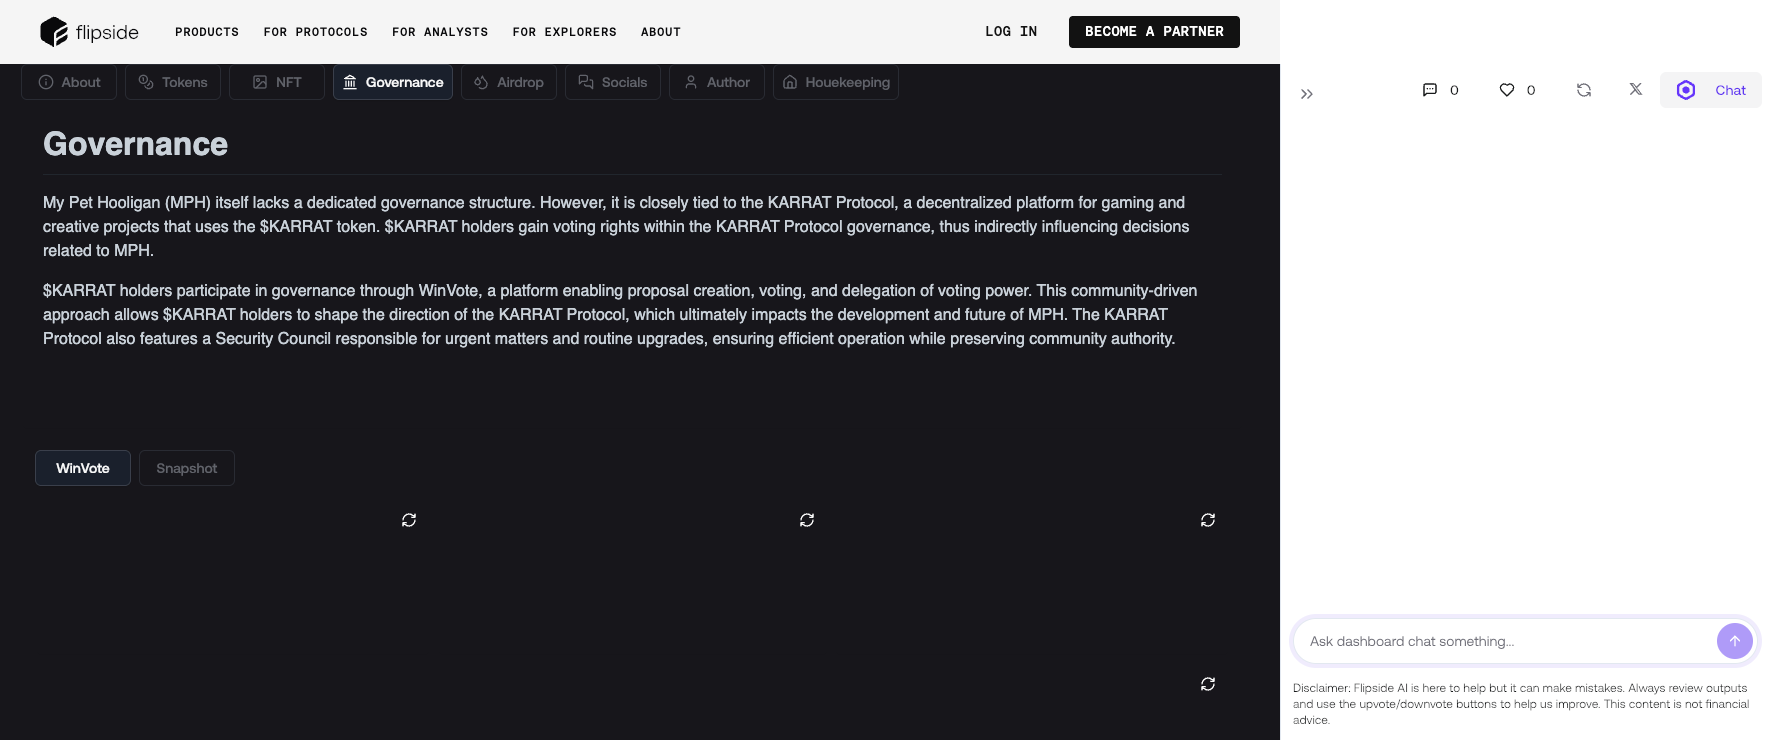 flipside
PRODUCTS FOR PROTOCOLS FOR ANALYSTS FOR EXPLORERS ABOUT
LOG IN BECOME A PARTNER
About Tokens NFT Governance Airdrop Socials Author Houekeeping
0 0 Chat
Governance
My Pet Hooligan (MPH) itself lacks a dedicated governance structure. However, it is closely tied to the KARRAT Protocol, a decentralized platform for gaming and
creative projects that uses the $KARRAT token. $KARRAT holders gain voting rights within the KARRAT Protocol governance, thus indirectly influencing decisions
related to MPH.
$KARRAT holders participate in governance through WinVote, a platform enabling proposal creation, voting, and delegation of voting power. This community-driven
approach allows $KARRAT holders to shape the direction of the KARRAT Protocol, which ultimately impacts the development and future of MPH. The KARRAT
Protocol also features a Security Council responsible for urgent matters and routine upgrades, ensuring efficient operation while preserving community authority.
WinVote Snapshot
Ask dashboard chat something...
Disclaimer: Flipside AI is here to help but it can make mistakes. Always review outputs
and use the upvote/downvote buttons to help us improve. This content is not financial
advice.